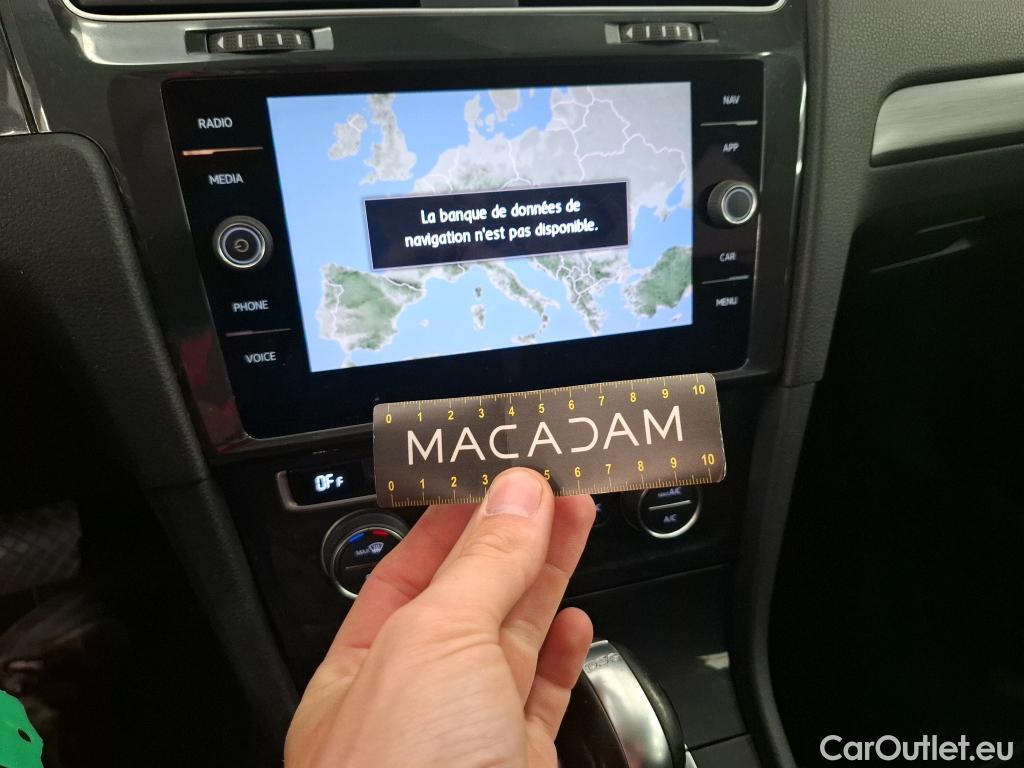 RADIO
MEDIA
PHONE
VOICE
NAV
APP
CAR
MENU
La banque de données de
navigation n'est pas disponible.
0 1 2 3 4 5 6 7 8 9 10
MACADAM
0 1 2 3 5 6 7 8 9 10
OFF
MAX
A/C
A/C
DSG
CarOutlet.eu